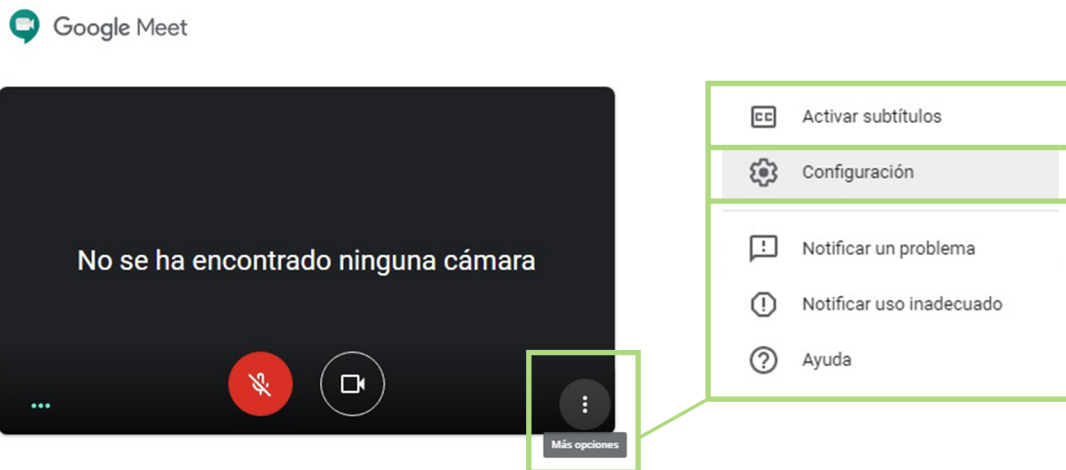 Google Meet
No se ha encontrado ninguna cámara
Más opciones
Activar subtítulos
Configuración
Notificar un problema
Notificar uso inadecuado
Ayuda